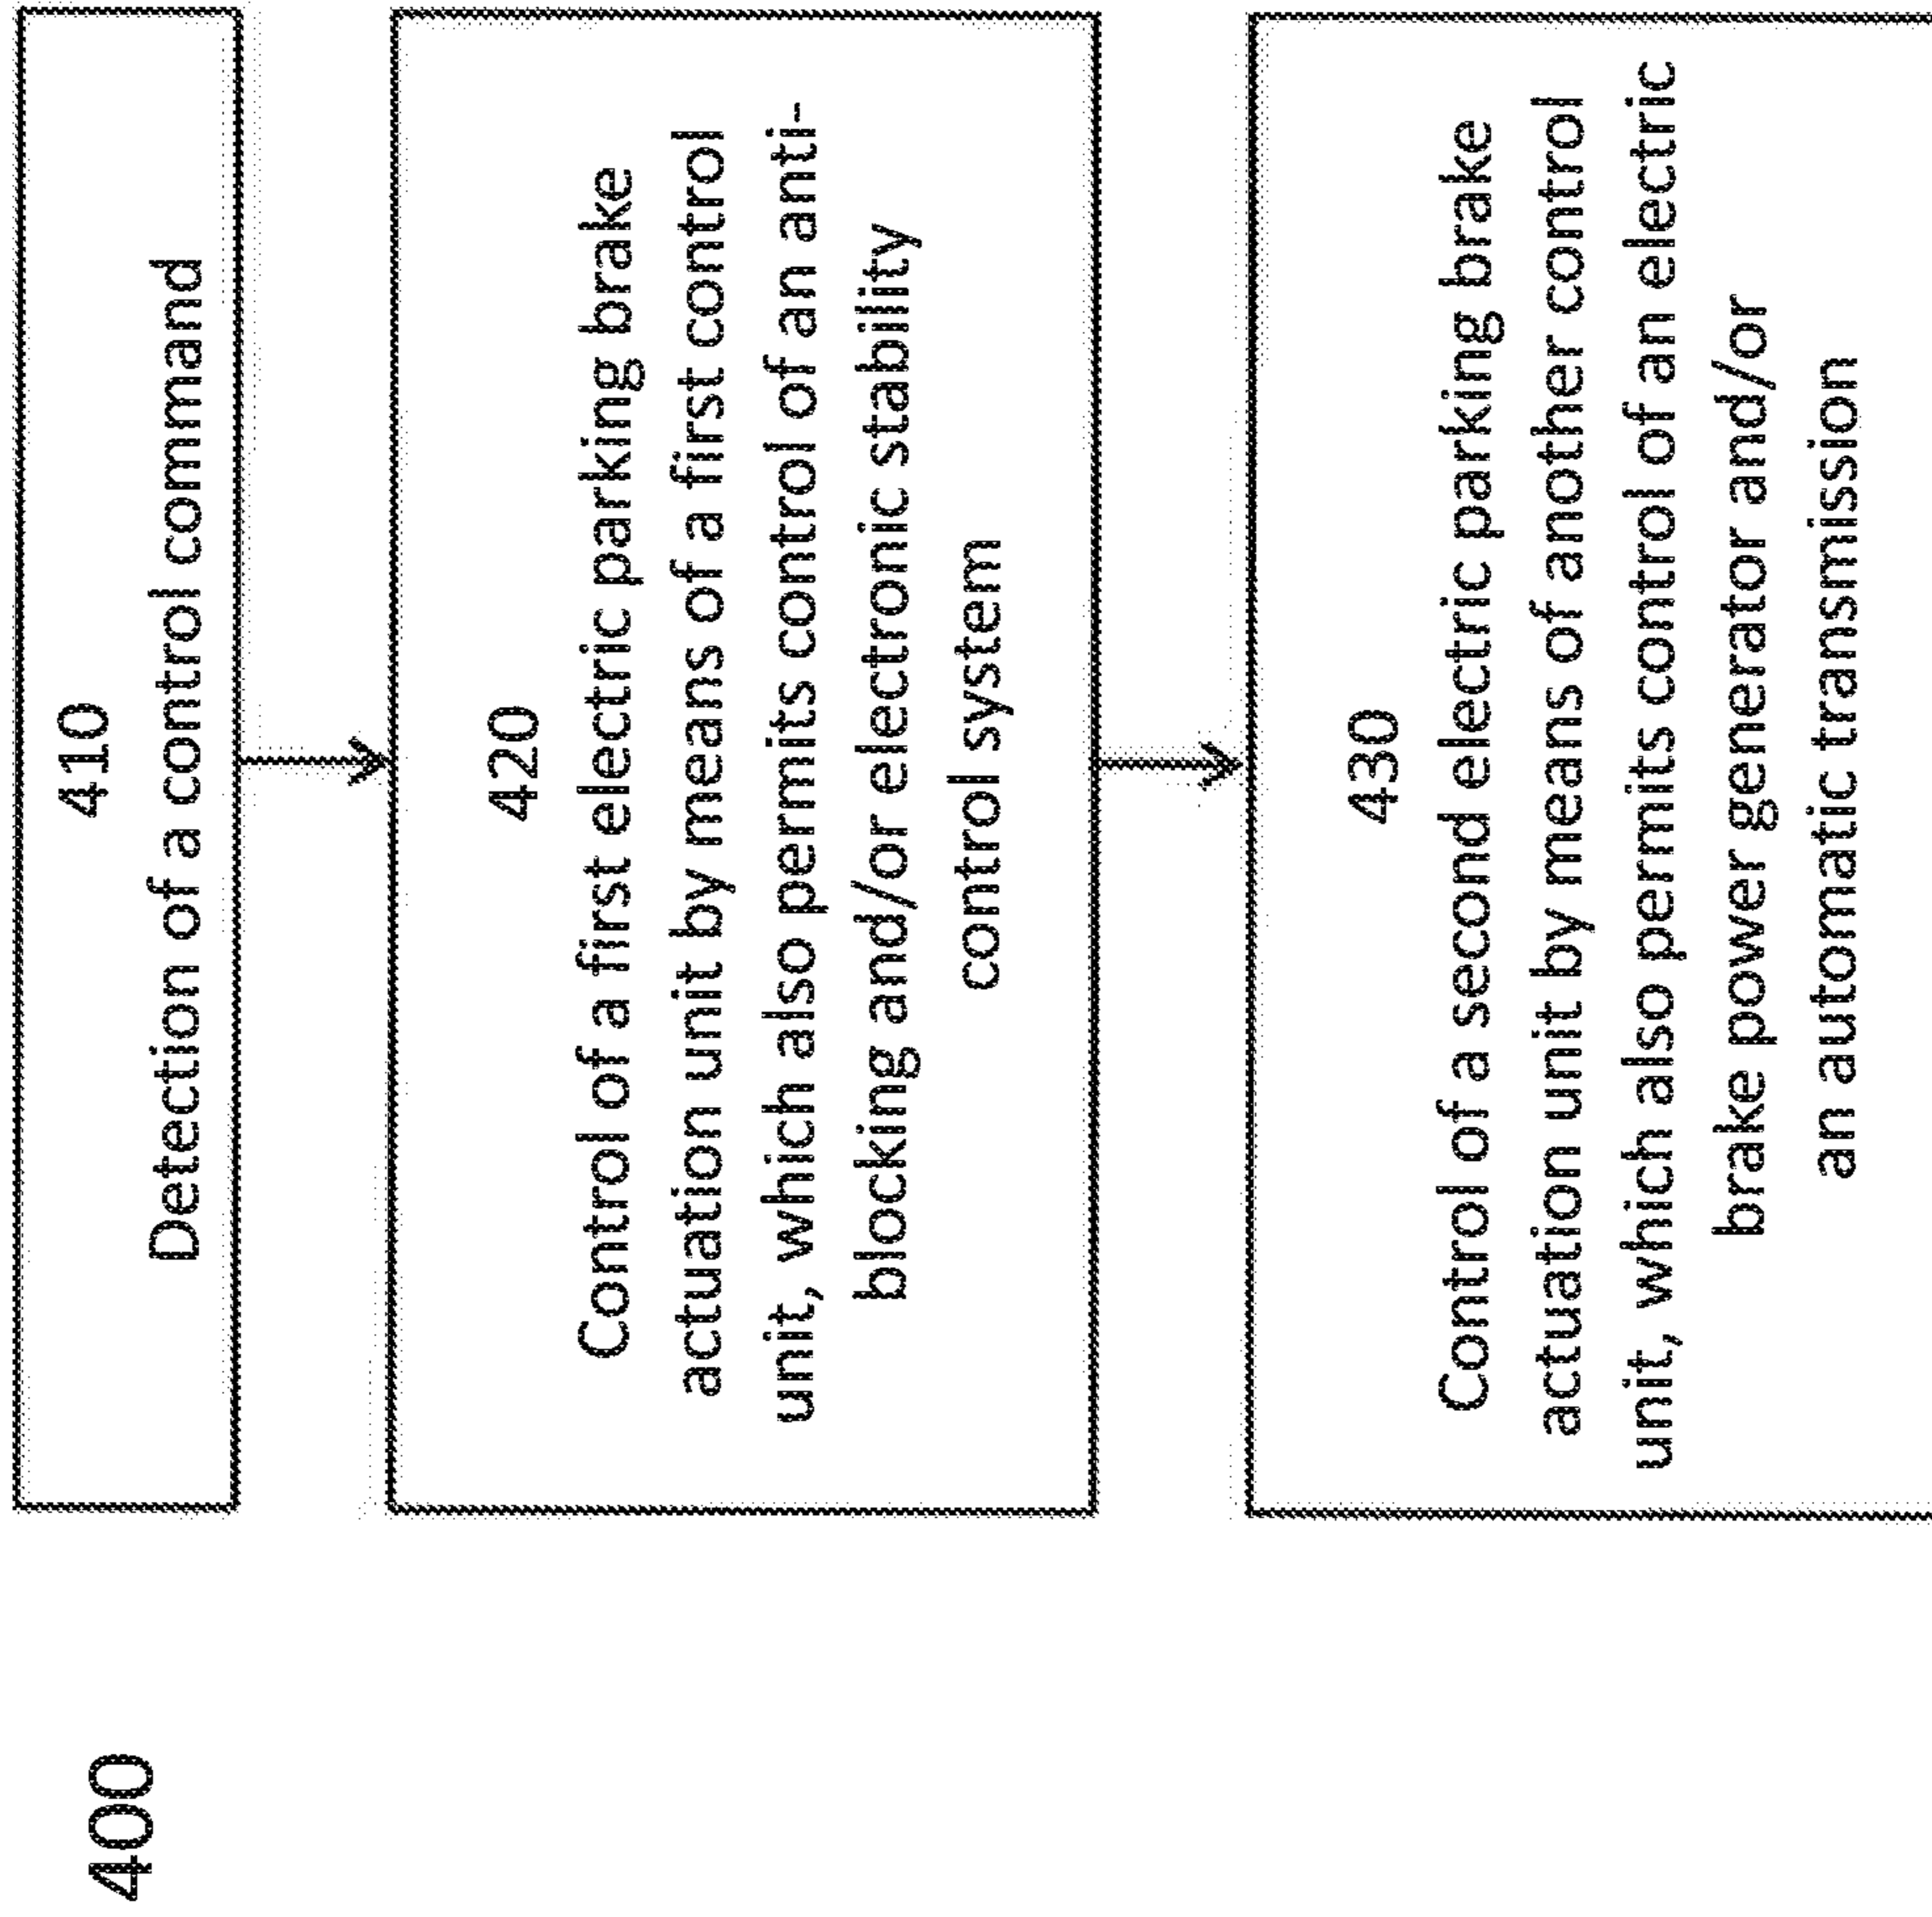 400
410
Detection of a control command
420
Control of a first electric parking brake
actuation unit by means of a first control
unit, which also permits control of an anti-
blocking and/or electronic stability
control system
430
Control of a second electric parking brake
actuation unit by means of another control
unit, which also permits control of an electric
brake power generator and/or
an automatic transmission